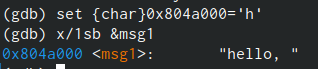 (gdb) set {char}0x804a000='h'
(gdb) x/1sb &msg1
0x804a000 <msg1>:       "hello, "